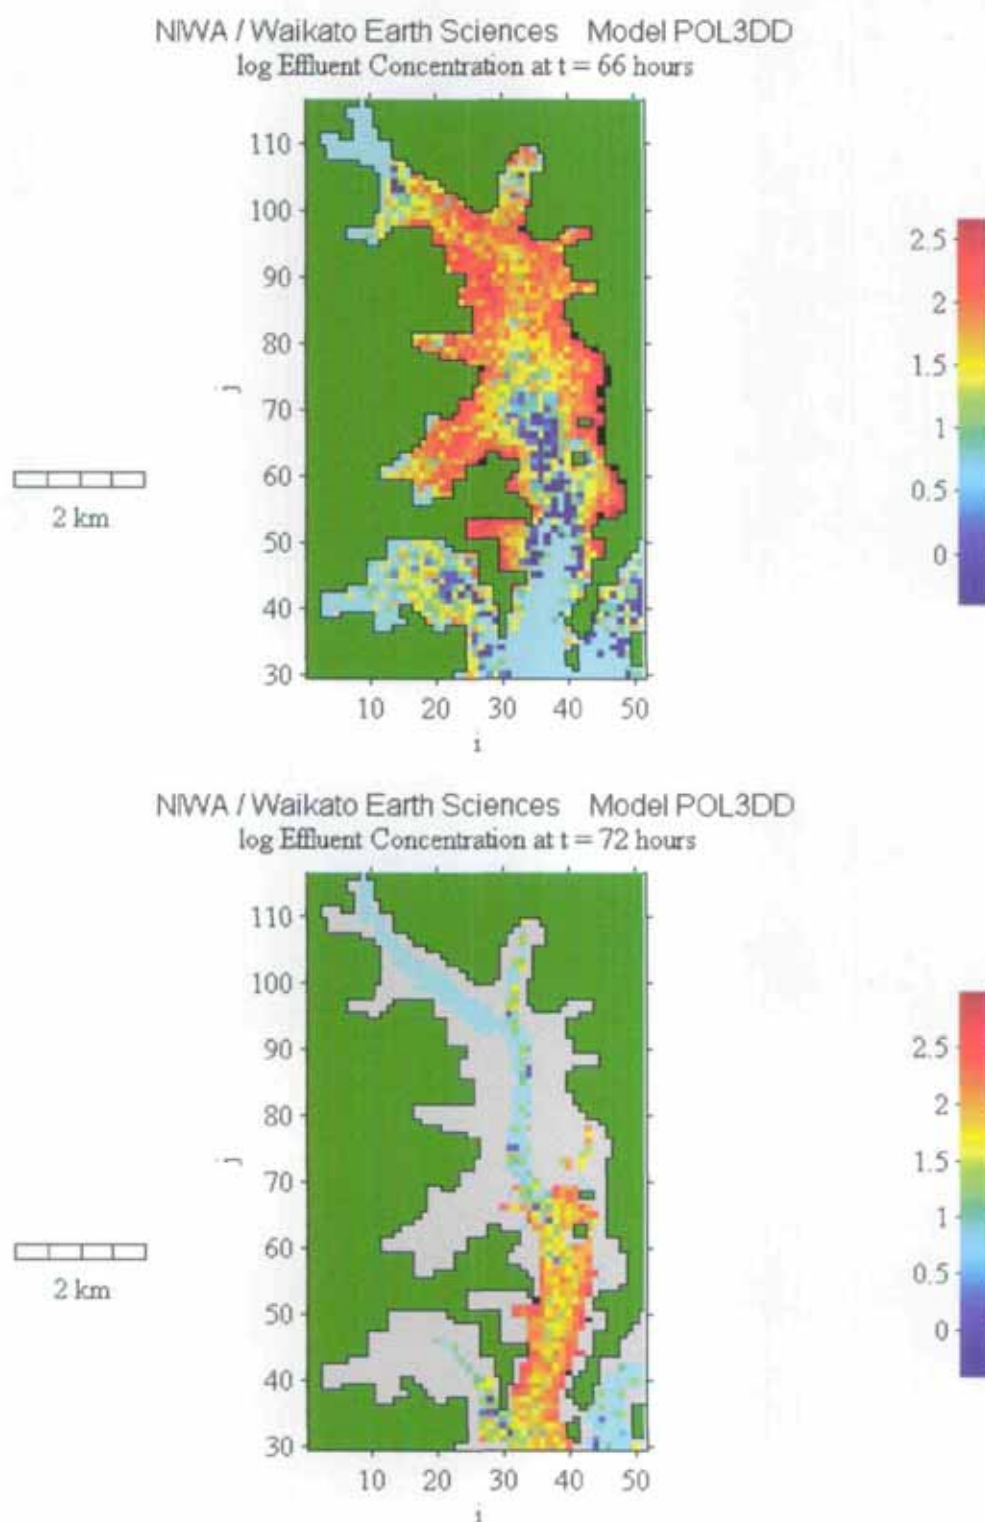 NIWA / Waikato Earth Sciences Model POL3DD
log Effluent Concentration at t = 66 hours
110
100
90
80
70
60
50
40
30
j
10 20 30 40 50
i
2 km
2.5
2
1.5
1
0.5
0
NIWA / Waikato Earth Sciences Model POL3DD
log Effluent Concentration at t = 72 hours
110
100
90
80
70
60
50
40
30
j
10 20 30 40 50
i
2 km
2.5
2
1.5
1
0.5
0